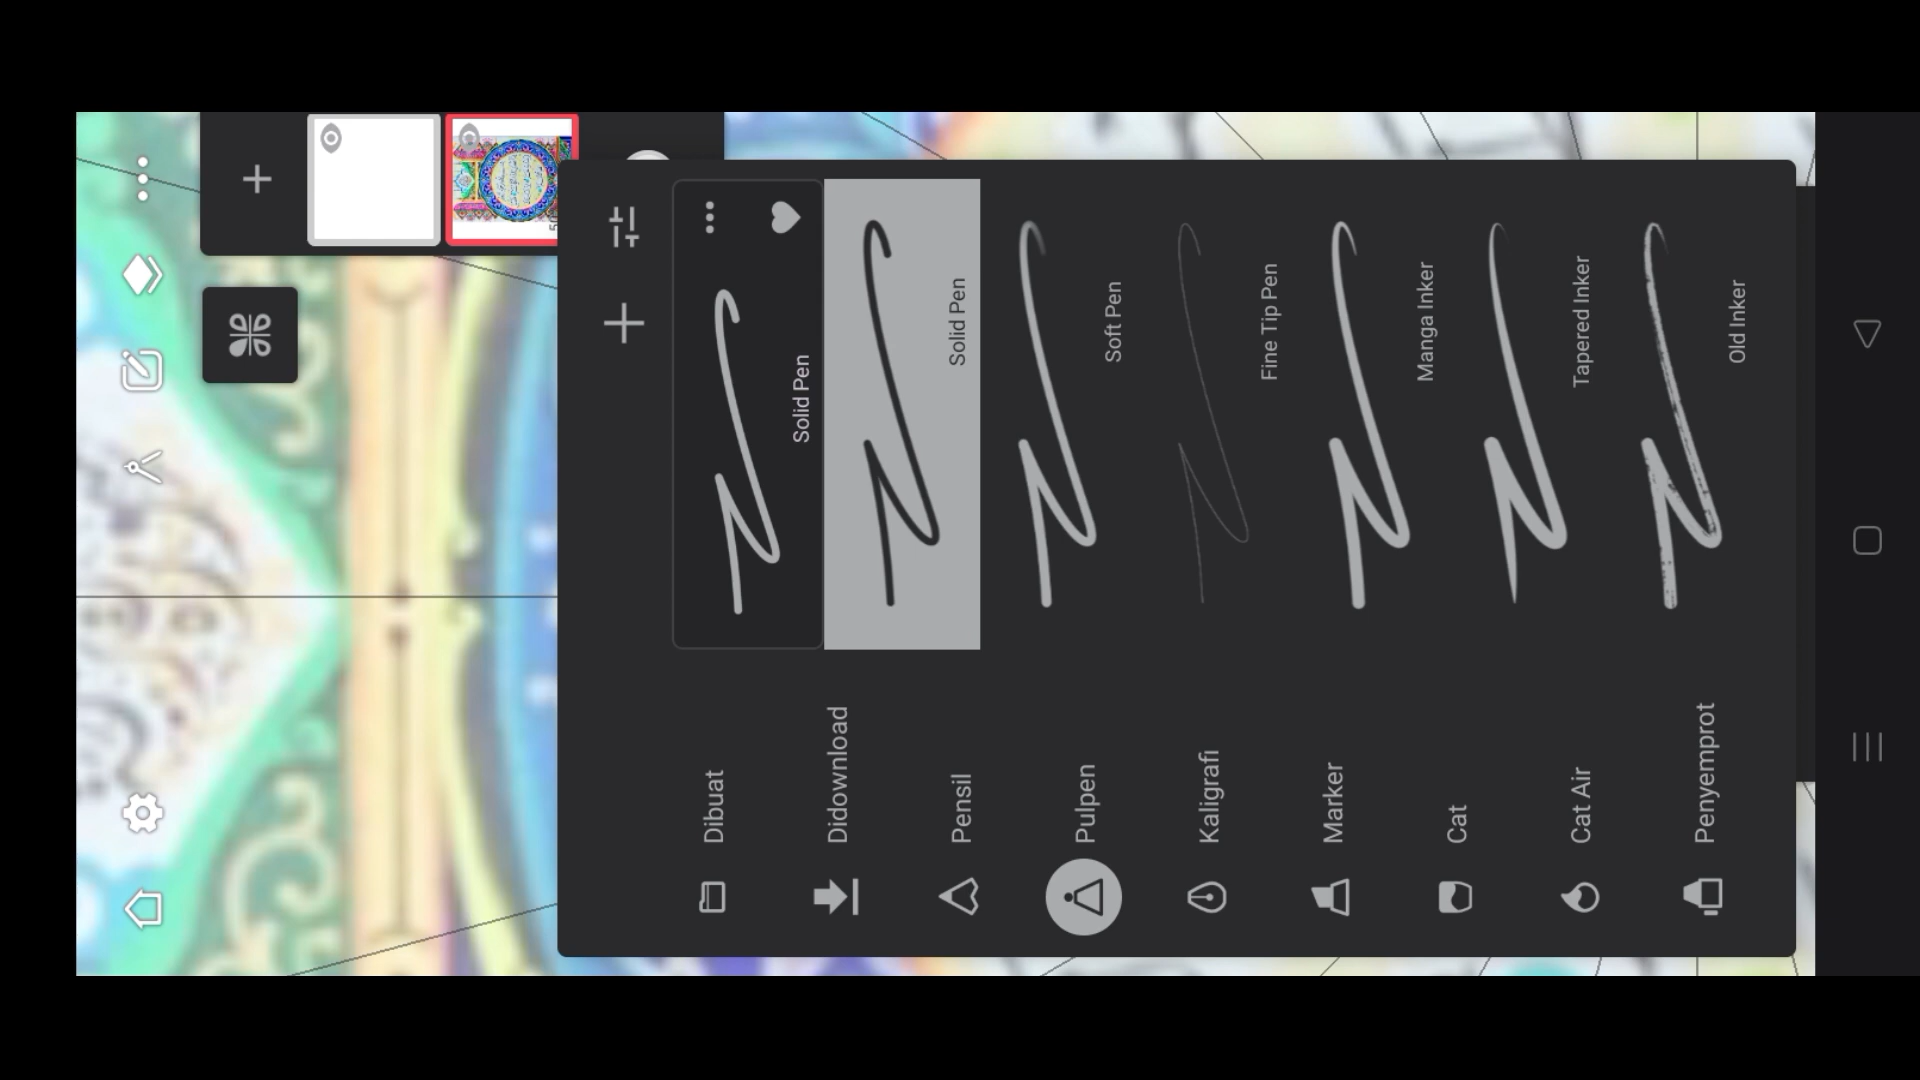 Dibuat
Didownload
Pensil
Pulpen
Kaligrafi
Marker
Cat
Cat Air
Penyemprot
Solid Pen
Solid Pen
Soft Pen
Fine Tip Pen
Manga Inker
Tapered Inker
Old Inker